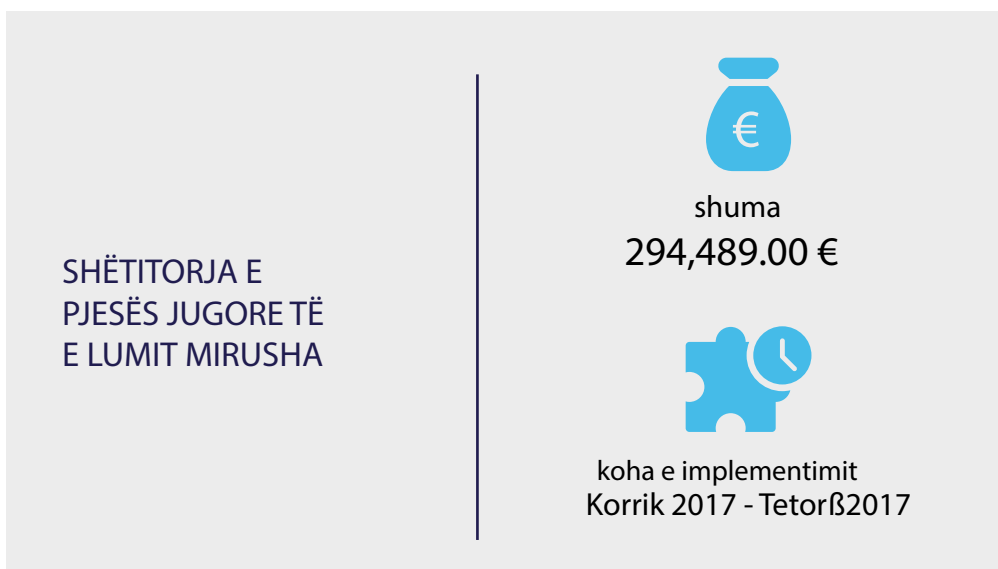 SHËTITORJA E
PJESËS JUGORE TË
E LUMIT MIRUSHA
€
shuma
294,489.00 €
koha e implementimit
Korrik 2017 - Tetorß2017